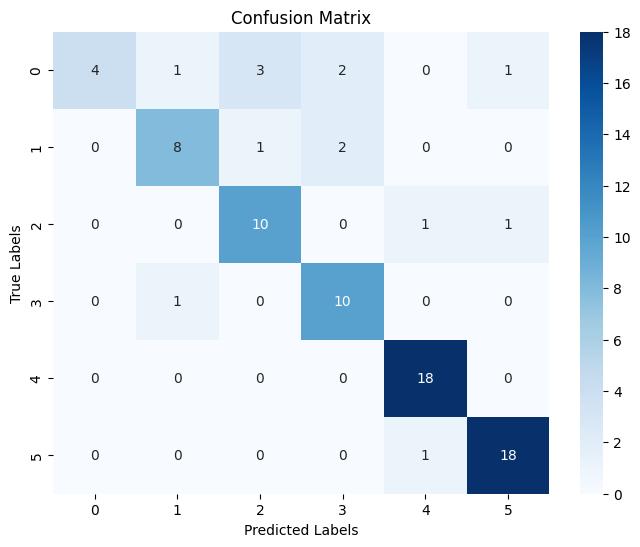 Confusion Matrix
True Labels
0 4 1 3 2 0 1
1 0 8 1 2 0 0
2 0 0 10 0 1 1
3 0 1 0 10 0 0
4 0 0 0 0 18 0
5 0 0 0 0 1 18
0 1 2 3 4 5
Predicted Labels
18
16
14
12
10
8
6
4
2
0